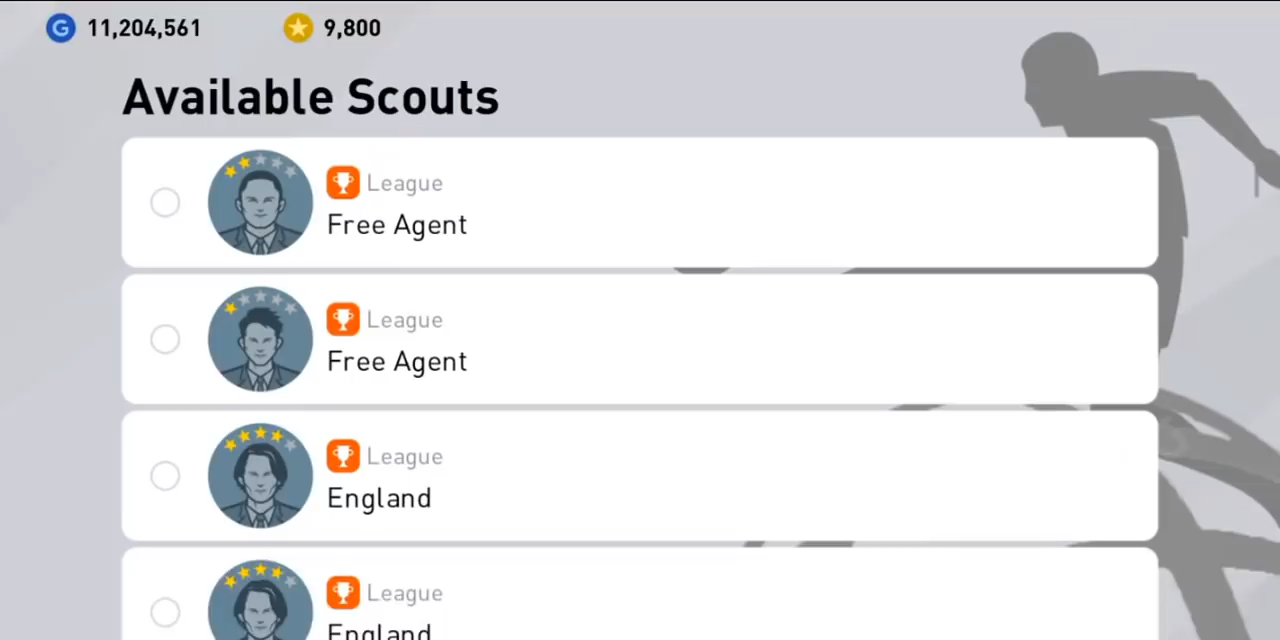 G 11,204,561 9,800
Available Scouts
League
Free Agent
League
Free Agent
League
England
League
England